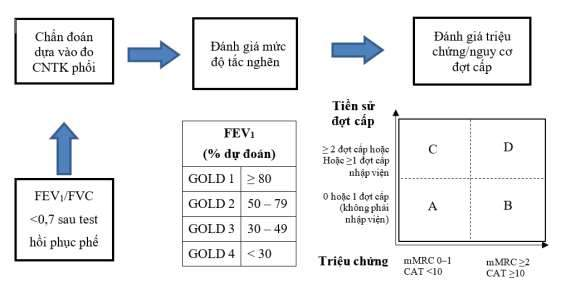 Chẩn đoán
dựa vào đo
CNTK phổi
Đánh giá mức
độ tắc nghẽn
Đánh giá triệu
chứng/nguy cơ
đợt cấp
FEV1/FVC
<0,7 sau test
hồi phục phế
FEV1
(% dự đoán)
GOLD 1 ≥ 80
GOLD 2 50 – 79
GOLD 3 30 – 49
GOLD 4 < 30
Tiền sử
đợt cấp
≥ 2 đợt cấp hoặc
Hoặc ≥1 đợt cấp
nhập viện
C D
0 hoặc 1 đợt cấp
(không phải
nhập viện)
A B
Triệu chứng
mMRC 0–1
CAT <10
mMRC ≥2
CAT ≥10